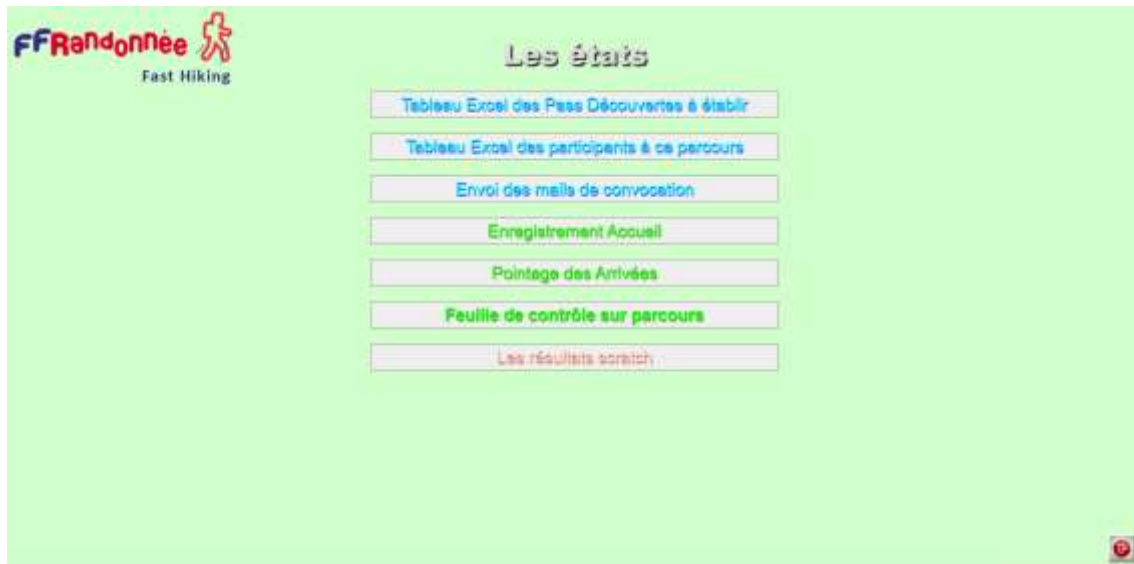 FFRandonnée
Fast Hiking
Les états
Tableau Excel des Pass Découvertes à établir
Tableau Excel des participants à ce parcours
Envoi des mails de convocation
Enregistrement Accueil
Pointage des Arrivées
Feuille de contrôle sur parcours
Les résultats scratch